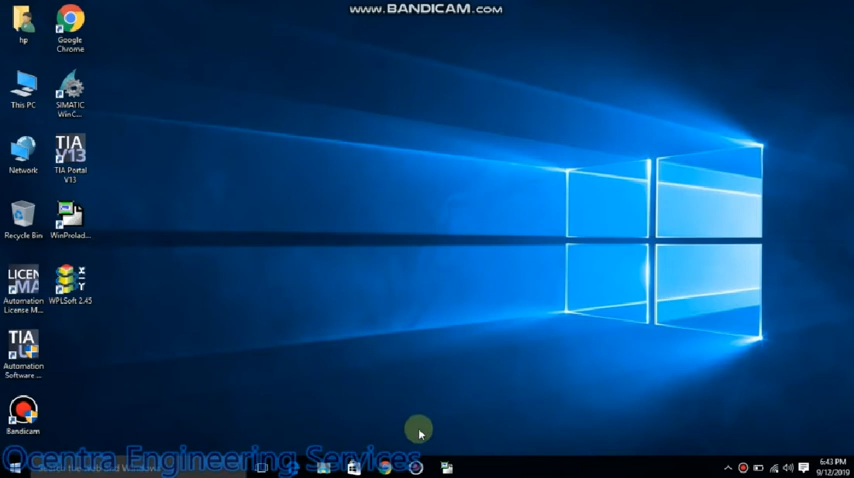 WWW.BANDICAM.COM
hp
Google
Chrome
This PC
SIMATIC
WinC...
Network
TIA
V13
TIA Portal
V13
Recycle Bin
WinProlad...
LICEN
MA
Automation
License M...
X
Y
WPLSoft 2.45
TIA
Automation
Software ...
Bandicam
Ocentra Engineering Services
6:43 PM
9/12/2019